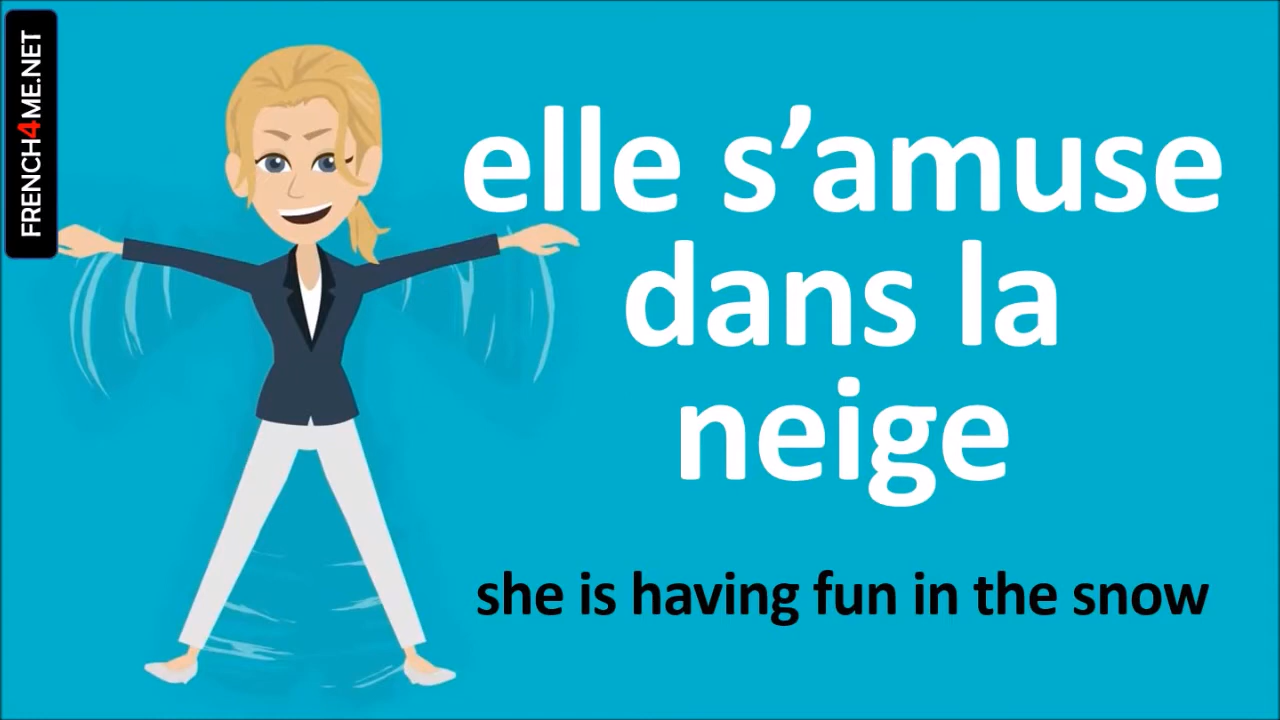 FRENCH4ME.NET
elle s’amuse
dans la
neige
she is having fun in the snow